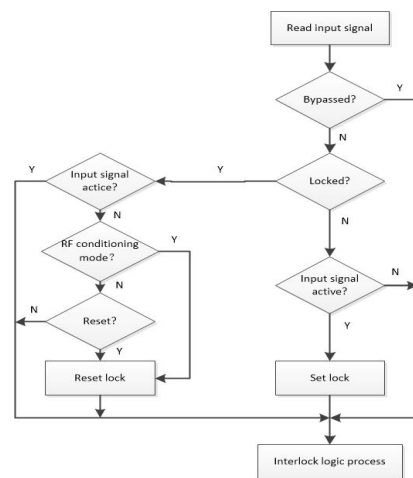 Read input signal
Bypassed?
Y
N
Locked?
Y
N
Input signal
actice?
Y
N
RF conditioning
mode?
Y
N
Reset?
N
Y
Reset lock
Input signal
active?
N
Y
Set lock
Interlock logic process